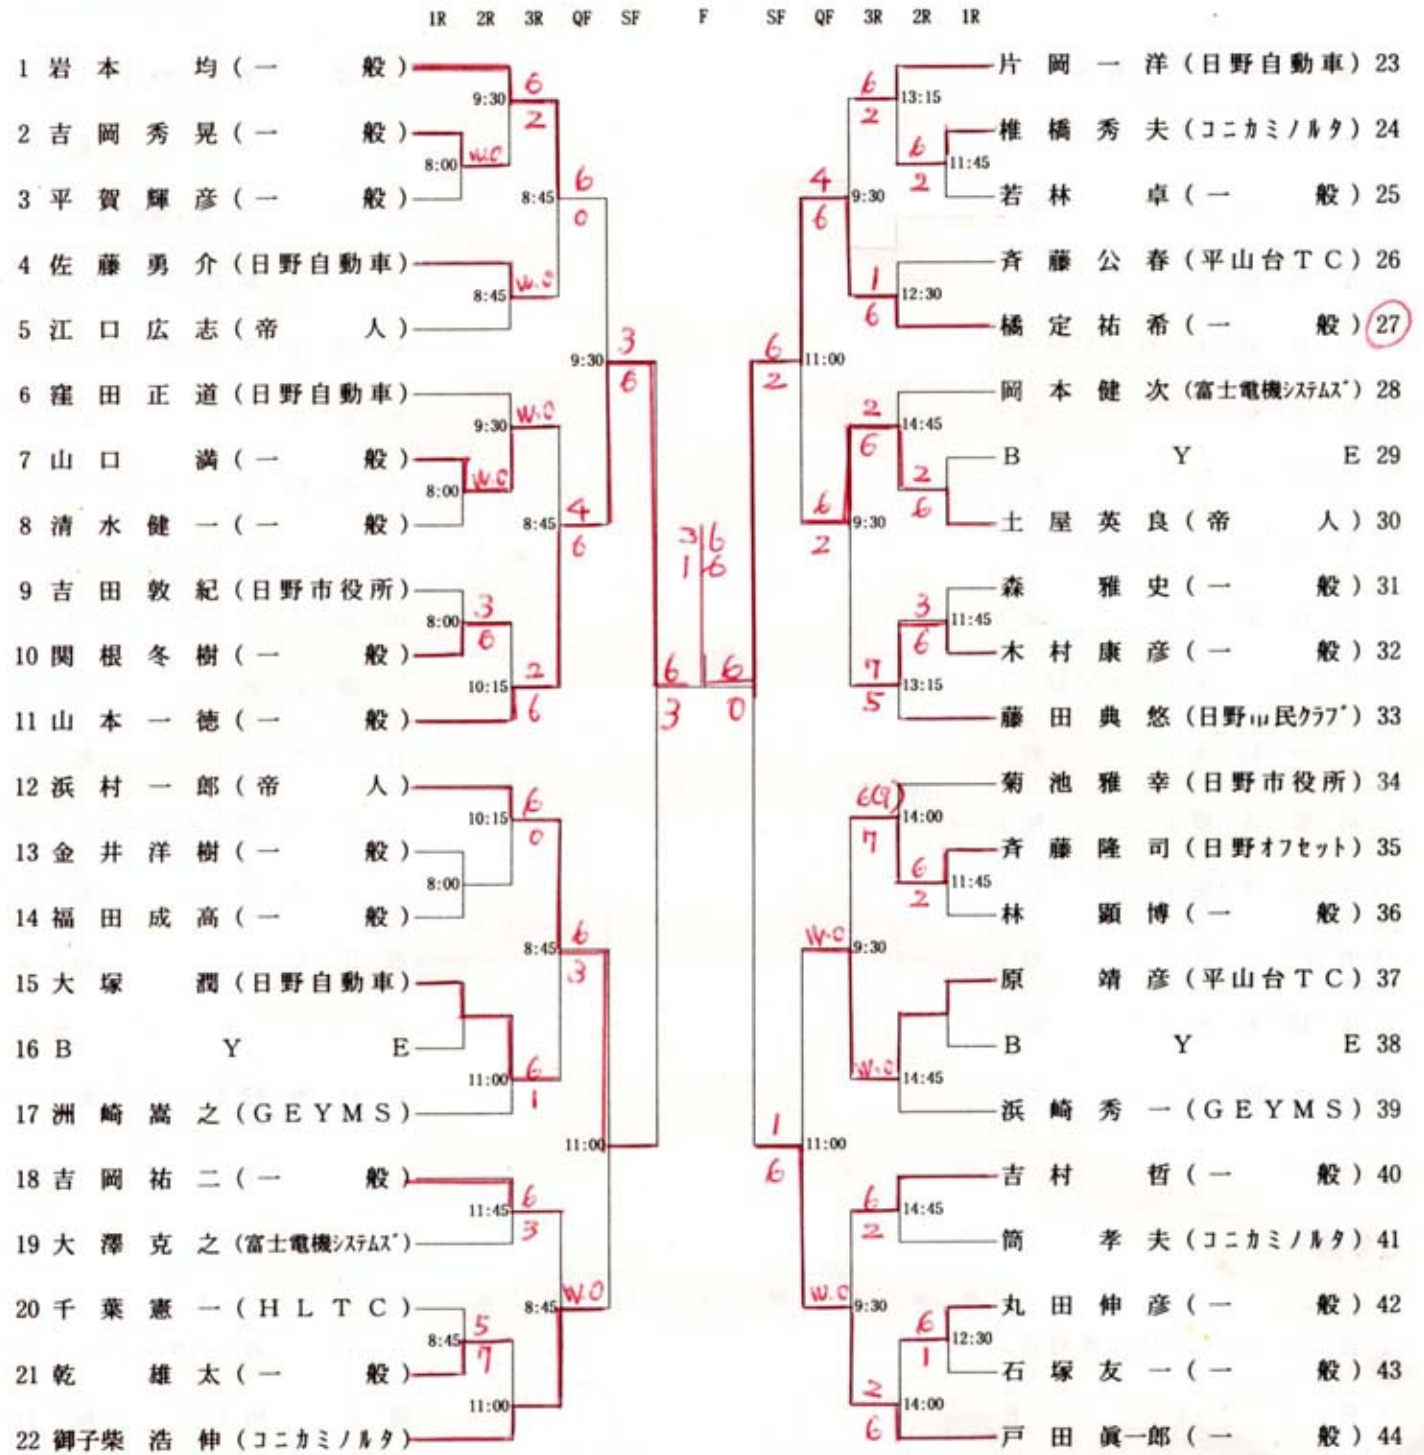 1R 2R 3R QF SF F SF QF 3R 2R 1R
1 岩本 均 (一般)
2 吉岡秀晃 (一般)
3 平賀輝彦 (一般)
4 佐藤勇介 (日野自動車)
5 江口広志 (帝人)
6 窪田正道 (日野自動車)
7 山口 満 (一般)
8 清水健一 (一般)
9 吉田敦紀 (日野市役所)
10 関根冬樹 (一般)
11 山本一徳 (一般)
12 浜村一郎 (帝人)
13 金井洋樹 (一般)
14 福田成高 (一般)
15 大塚 潤 (日野自動車)
16 BYE
17 洲崎嵩之 (GEYMS)
18 吉岡祐二 (一般)
19 大澤克之 (富士電機システムズ)
20 千葉憲一 (HLTC)
21 乾 雄太 (一般)
22 御子柴浩伸 (コニカミノルタ)
8:00 W.O
8:00 W.O
8:00 3 6
8:00
8:45 5 7
9:30 6 2
8:45 W.O
9:30 W.O
10:15 2 6
10:15 6 0
11:00 6 1
11:45 6 3
11:00
8:45 6 0
8:45 4 6
8:45 6 3
8:45 W.O
9:30 3 6
11:00
6 3
3 6
1 6
6 0
6 2 11:00
1 6 11:00
4 6 9:30
6 2 9:30
W.O 9:30
W.O 9:30
6 2 13:15
1 6 12:30
2 6 14:45
7 5 13:15
6(9) 7 14:00
W.O 14:45
6 2 14:45
2 6 14:00
6 2 11:45
2 6
3 6 11:45
6 2 11:45
6 1 12:30
片岡一洋 (日野自動車) 23
椎橋秀夫 (コニカミノルタ) 24
若林 卓 (一般) 25
斉藤公春 (平山台TC) 26
橘定祐希 (一般) 27
岡本健次 (富士電機システムズ) 28
BYE 29
土屋英良 (帝人) 30
森 雅史 (一般) 31
木村康彦 (一般) 32
藤田典悠 (日野市民クラブ) 33
菊池雅幸 (日野市役所) 34
斉藤隆司 (日野オフセット) 35
林 顕博 (一般) 36
原 靖彦 (平山台TC) 37
BYE 38
浜崎秀一 (GEYMS) 39
吉村 哲 (一般) 40
筒 孝夫 (コニカミノルタ) 41
丸田伸彦 (一般) 42
石塚友一 (一般) 43
戸田眞一郎 (一般) 44